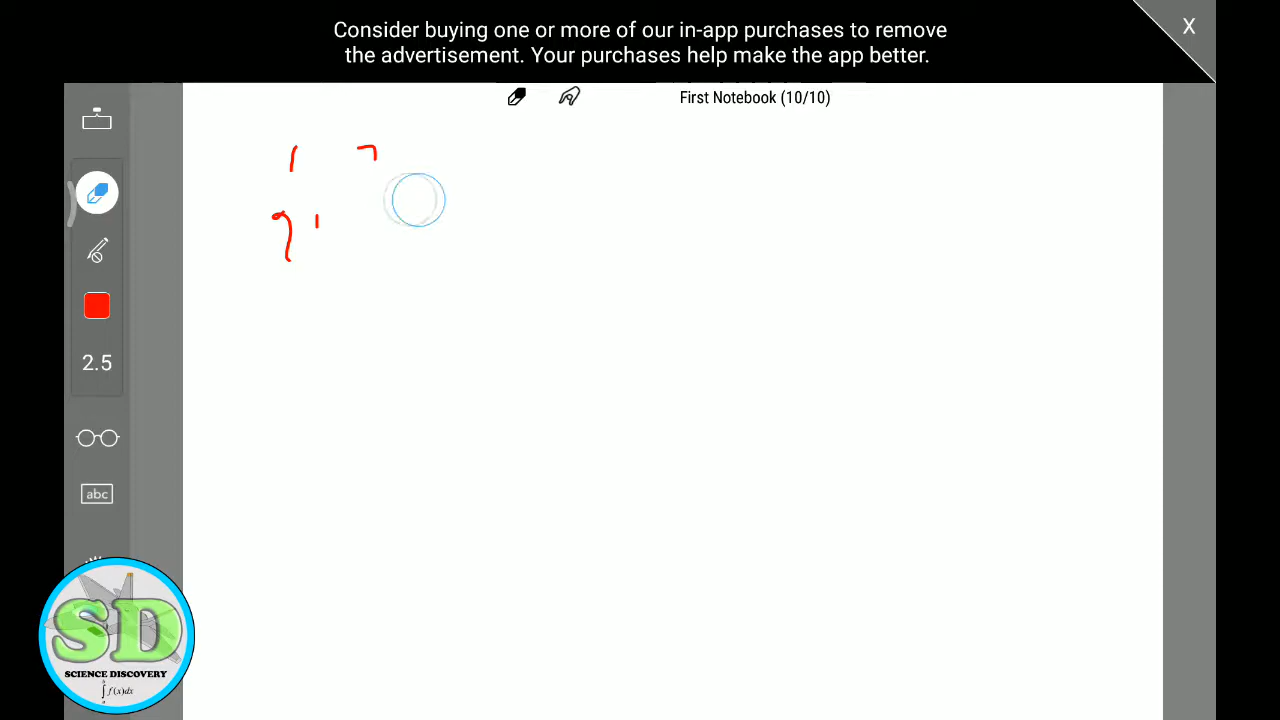 Consider buying one or more of our in-app purchases to remove
the advertisement. Your purchases help make the app better.
X
First Notebook (10/10)
2.5
abc
SD
SCIENCE DISCOVERY
∫ f(x)dx